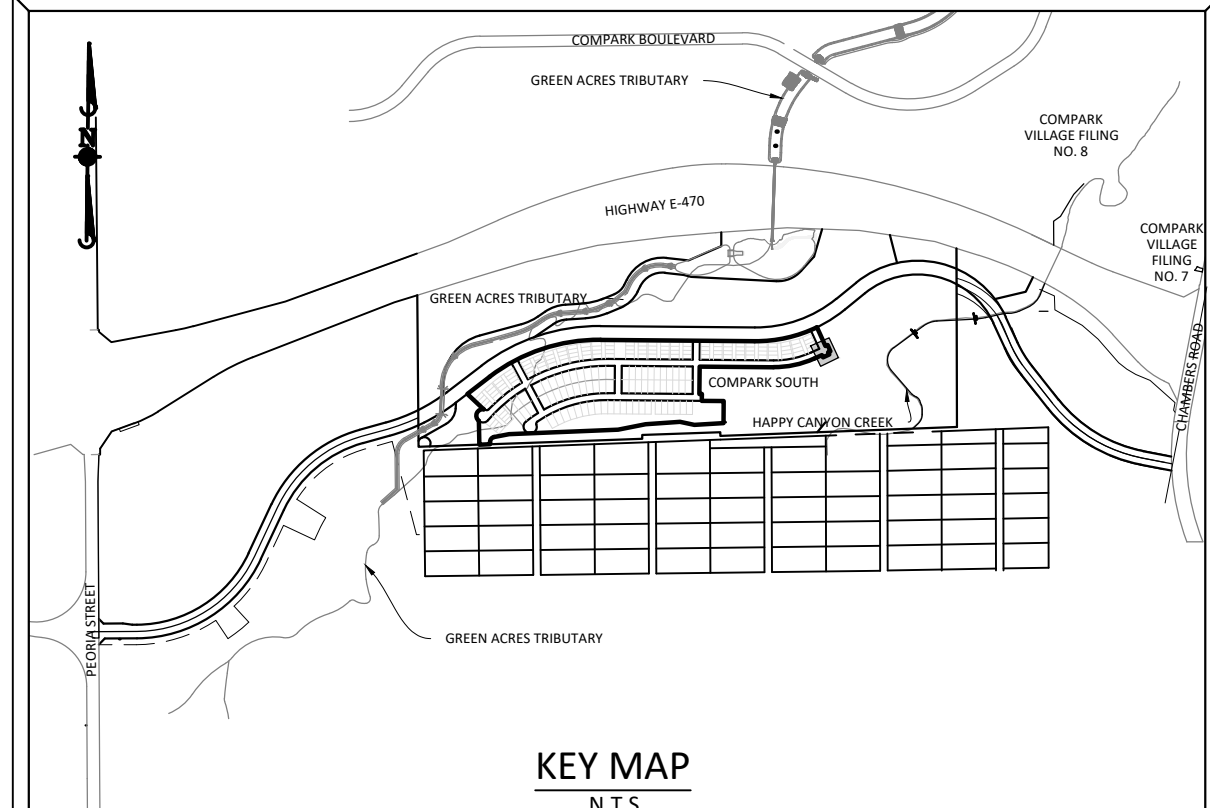 COMPARK BOULEVARD
GREEN ACRES TRIBUTARY
COMPARK
VILLAGE FILING
NO. 8
N
HIGHWAY E-470
COMPARK
VILLAGE
FILING
NO. 7
GREEN ACRES TRIBUTARY
CHAMBERS ROAD
COMPARK SOUTH
HAPPY CANYON CREEK
PEORIA STREET
GREEN ACRES TRIBUTARY
KEY MAP
N.T.S.